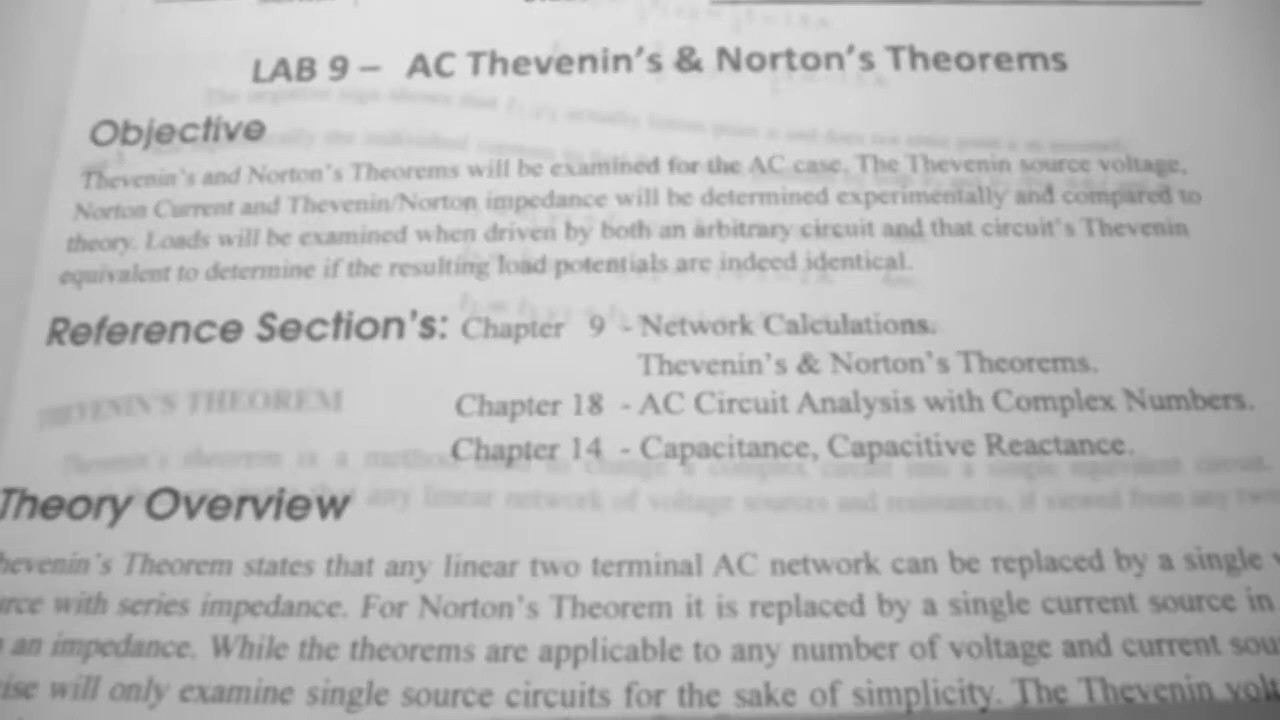 LAB 9 – AC Thevenin's & Norton's Theorems
Objective
Thevenin's and Norton's Theorems will be examined for the AC case. The Thevenin source voltage,
Norton Current and Thevenin/Norton impedance will be determined experimentally and compared to
theory. Loads will be examined when driven by both an arbitrary circuit and that circuit's Thevenin
equivalent to determine if the resulting load potentials are indeed identical.
Reference Section's: Chapter 9 - Network Calculations.
Thevenin's & Norton's Theorems.
THEVENIN'S THEOREM
Chapter 18 - AC Circuit Analysis with Complex Numbers.
Chapter 14 - Capacitance, Capacitive Reactance.
Theory Overview
hevenin's Theorem states that any linear two terminal AC network can be replaced by a single
rce with series impedance. For Norton's Theorem it is replaced by a single current source in
an impedance. While the theorems are applicable to any number of voltage and current sou
ise will only examine single source circuits for the sake of simplicity. The Thevenin volt